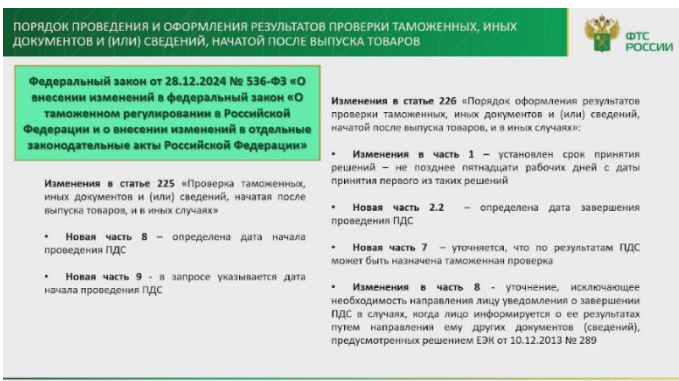 ПОРЯДОК ПРОВЕДЕНИЯ И ОФОРМЛЕНИЯ РЕЗУЛЬТАТОВ ПРОВЕРКИ ТАМОЖЕННЫХ, ИНЫХ
ДОКУМЕНТОВ И (ИЛИ) СВЕДЕНИЙ, НАЧАТОЙ ПОСЛЕ ВЫПУСКА ТОВАРОВ
ФТС
РОССИИ
Федеральный закон от 28.12.2024 № 536-ФЗ «О
внесении изменений в федеральный закон «О
таможенном регулировании в Российской
Федерации и о внесении изменений в отдельные
законодательные акты Российской Федерации»
Изменения в статье 225 «Проверка таможенных,
иных документов и (или) сведений, начатая после
выпуска товаров, и в иных случаях»
• Новая часть 8 – определена дата начала
проведения ПДС
• Новая часть 9 - в запросе указывается дата
начала проведения ПДС
Изменения в статье 226 «Порядок оформления результатов
проверки таможенных, иных документов и (или) сведений,
начатой после выпуска товаров, и в иных случаях»:
• Изменения в часть 1 – установлен срок принятия
решений – не позднее пятнадцати рабочих дней с даты
принятия первого из таких решений
• Новая часть 2.2 – определена дата завершения
проведения ПДС
• Новая часть 7 – уточняется, что по результатам ПДС
может быть назначена таможенная проверка
• Изменения в часть 8 - уточнение, исключающее
необходимость направления лицу уведомления о завершении
ПДС в случаях, когда лицо информируется о ее результатах
путем направления ему других документов (сведений),
предусмотренных решением ЕЭК от 10.12.2013 № 289